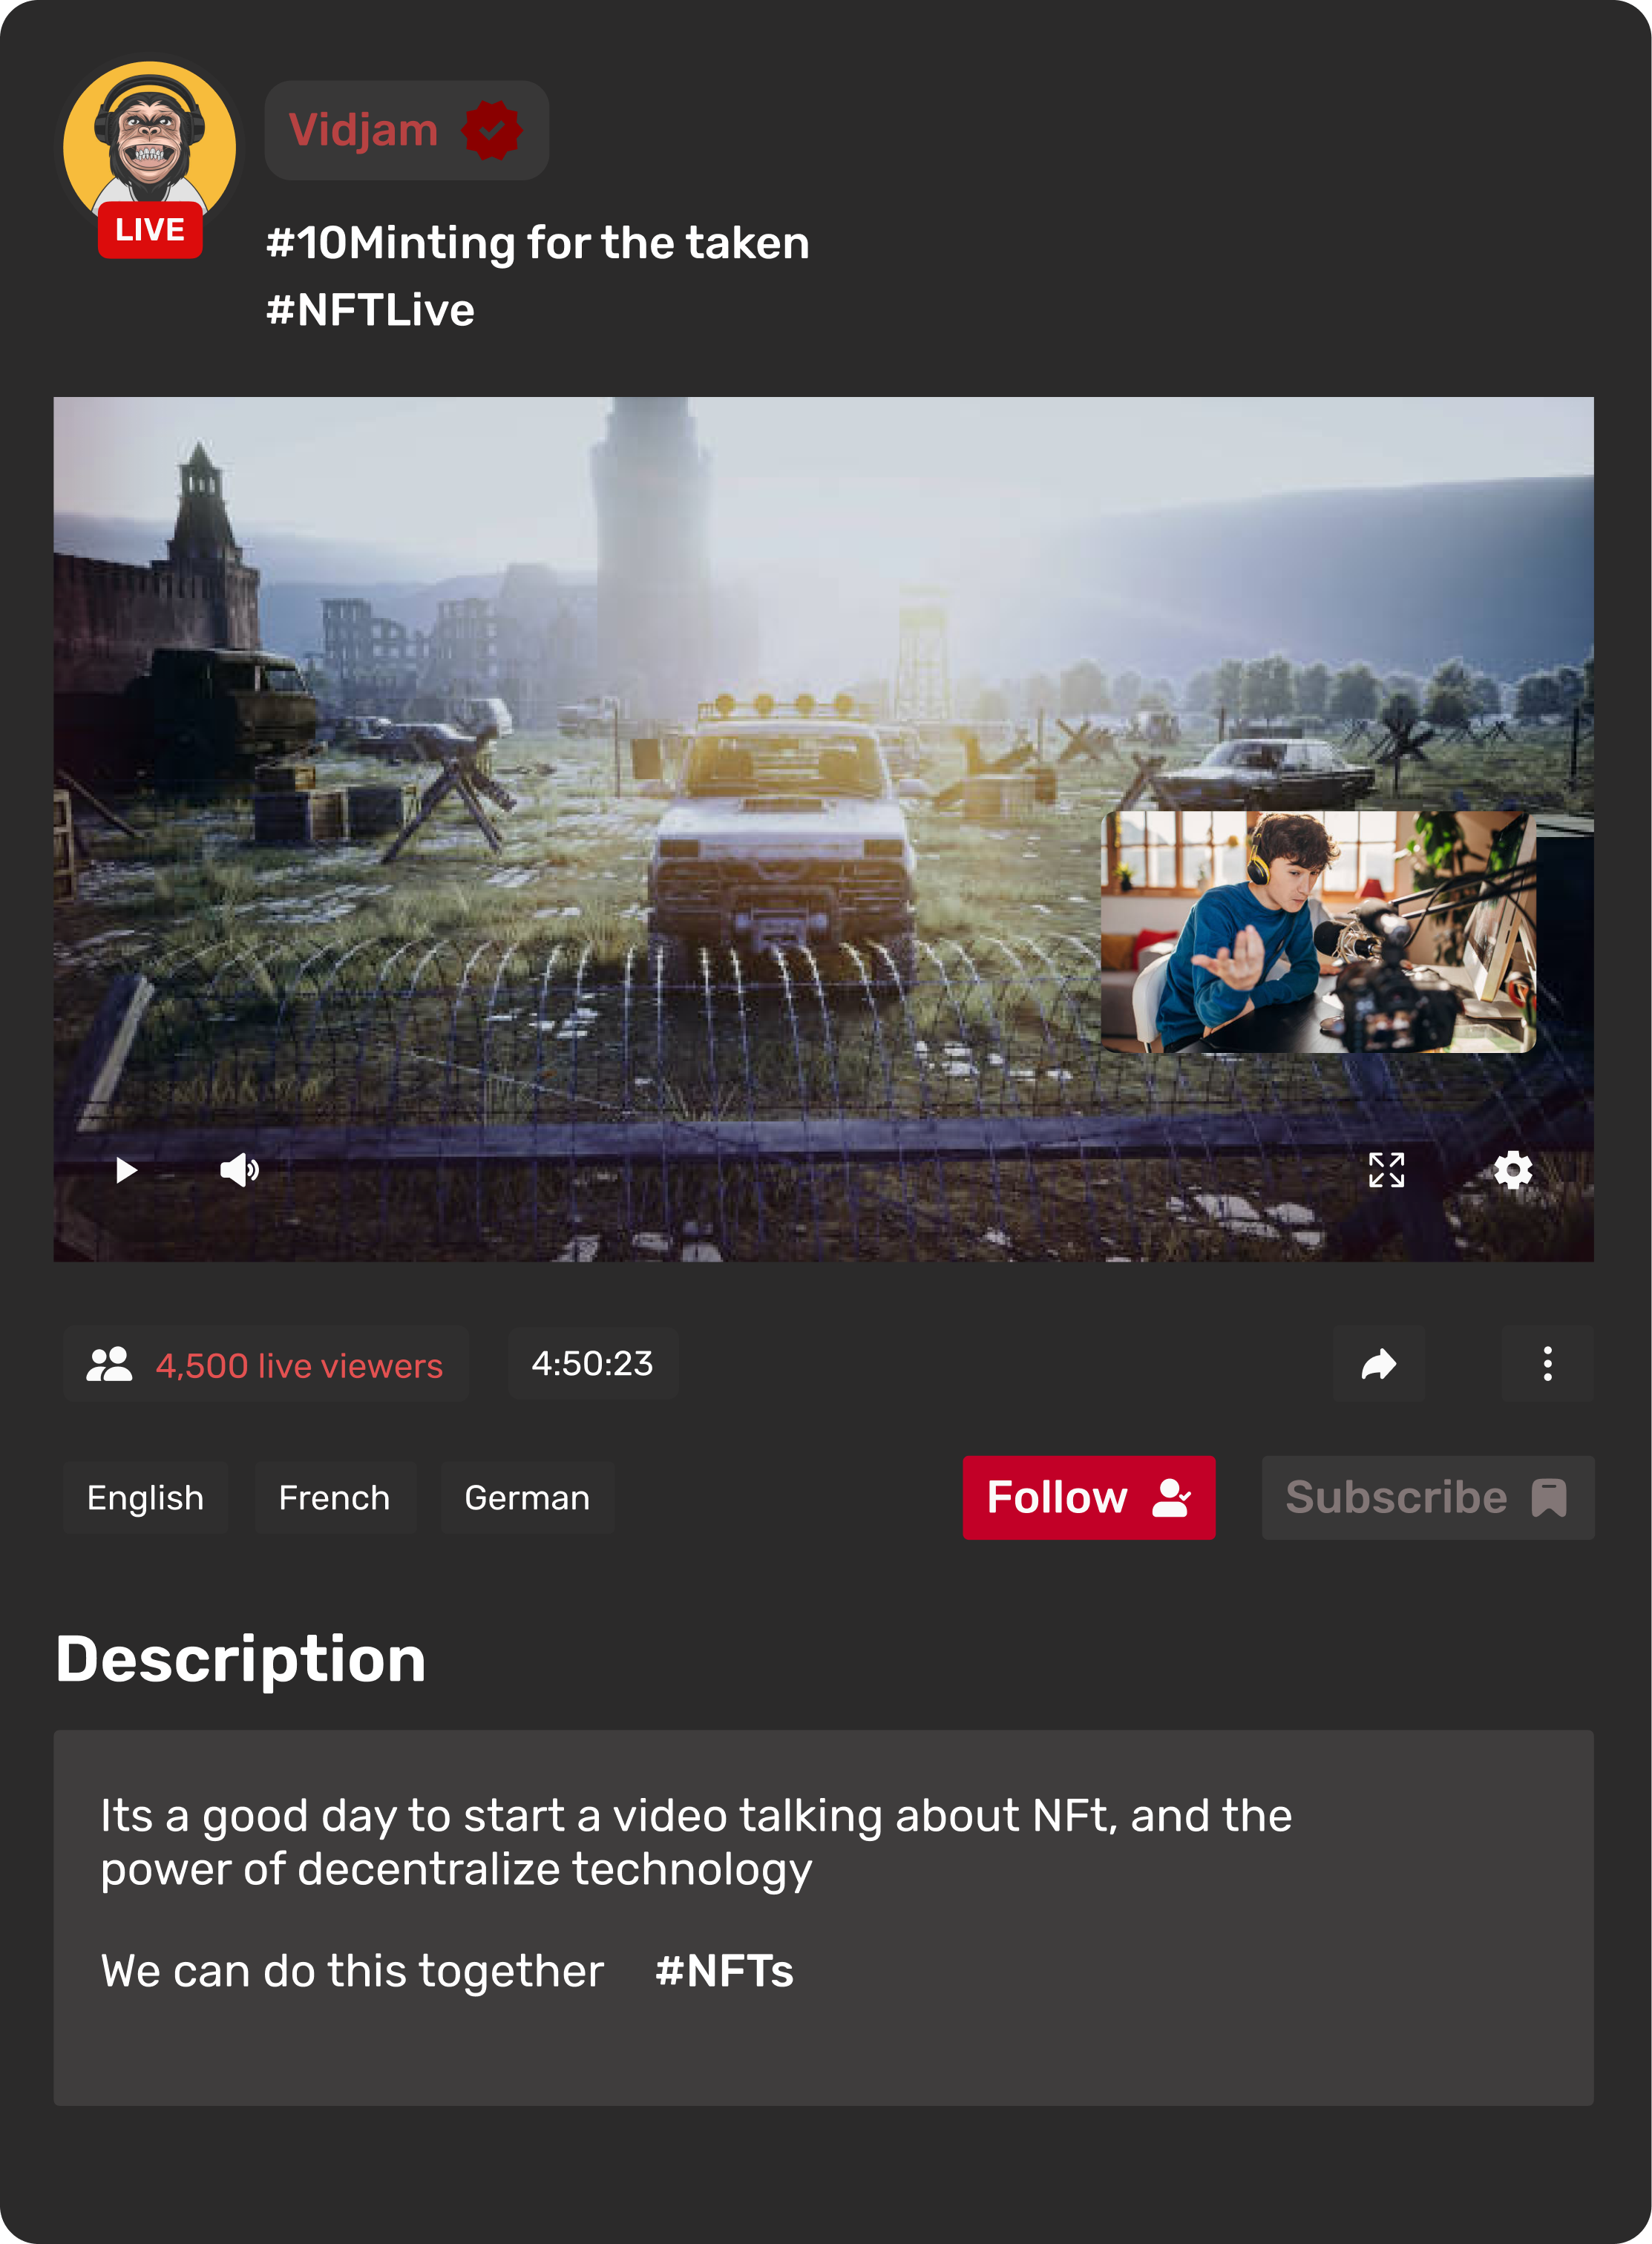 Vidjam
LIVE
#10Minting for the taken
#NFTLive
4,500 live viewers
4:50:23
English
French
German
Follow
Subscribe
Description
Its a good day to start a video talking about NFt, and the
power of decentralize technology
We can do this together #NFTs